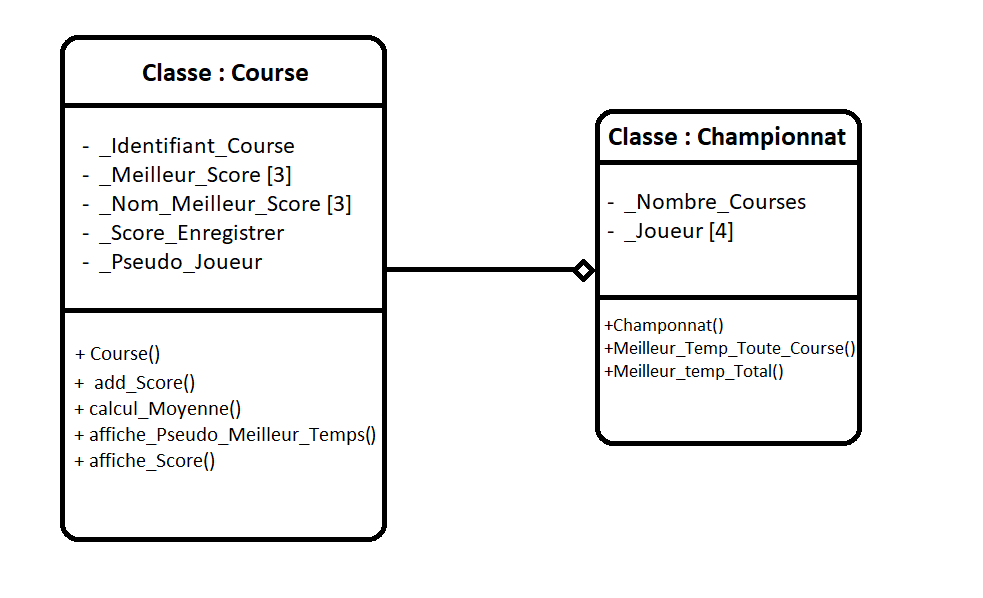 Classe : Course
- _Identifiant_Course
- _Meilleur_Score [3]
- _Nom_Meilleur_Score [3]
- _Score_Enregistrer
- _Pseudo_Joueur
+ Course()
+ add_Score()
+ calcul_Moyenne()
+ affiche_Pseudo_Meilleur_Temps()
+ affiche_Score()
Classe : Championnat
- _Nombre_Courses
- _Joueur [4]
+Champonnat()
+Meilleur_Temp_Toute_Course()
+Meilleur_temp_Total()